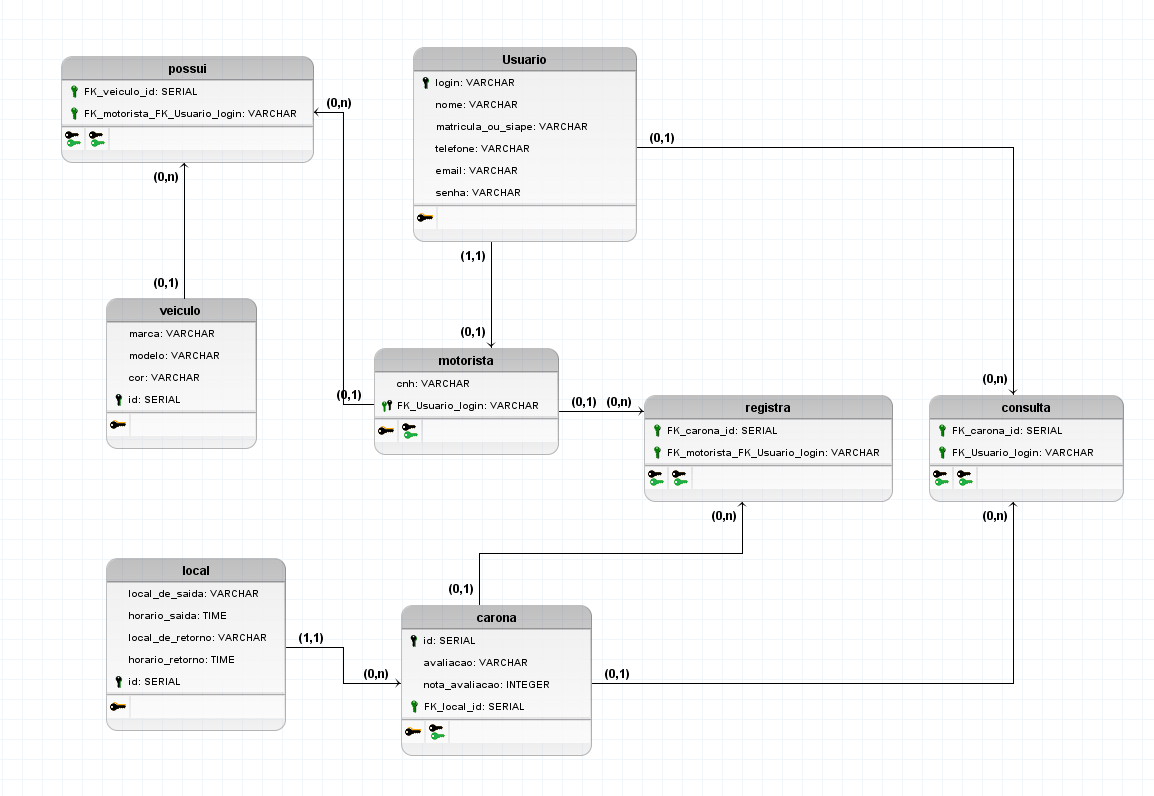 possui
FK_veiculo_id: SERIAL
FK_motorista_FK_Usuario_login: VARCHAR
(0,n)
(0,n)
(0,1)
Usuario
login: VARCHAR
nome: VARCHAR
matricula_ou_siape: VARCHAR
telefone: VARCHAR
email: VARCHAR
senha: VARCHAR
(0,1)
(1,1)
(0,1)
veiculo
marca: VARCHAR
modelo: VARCHAR
cor: VARCHAR
id: SERIAL
(0,1)
motorista
cnh: VARCHAR
FK_Usuario_login: VARCHAR
(0,1)
(0,n)
registra
FK_carona_id: SERIAL
FK_motorista_FK_Usuario_login: VARCHAR
(0,n)
(0,n)
consulta
FK_carona_id: SERIAL
FK_Usuario_login: VARCHAR
(0,n)
local
local_de_saida: VARCHAR
horario_saida: TIME
local_de_retorno: VARCHAR
horario_retorno: TIME
id: SERIAL
(1,1)
(0,n)
(0,1)
carona
id: SERIAL
avaliacao: VARCHAR
nota_avaliacao: INTEGER
FK_local_id: SERIAL
(0,1)